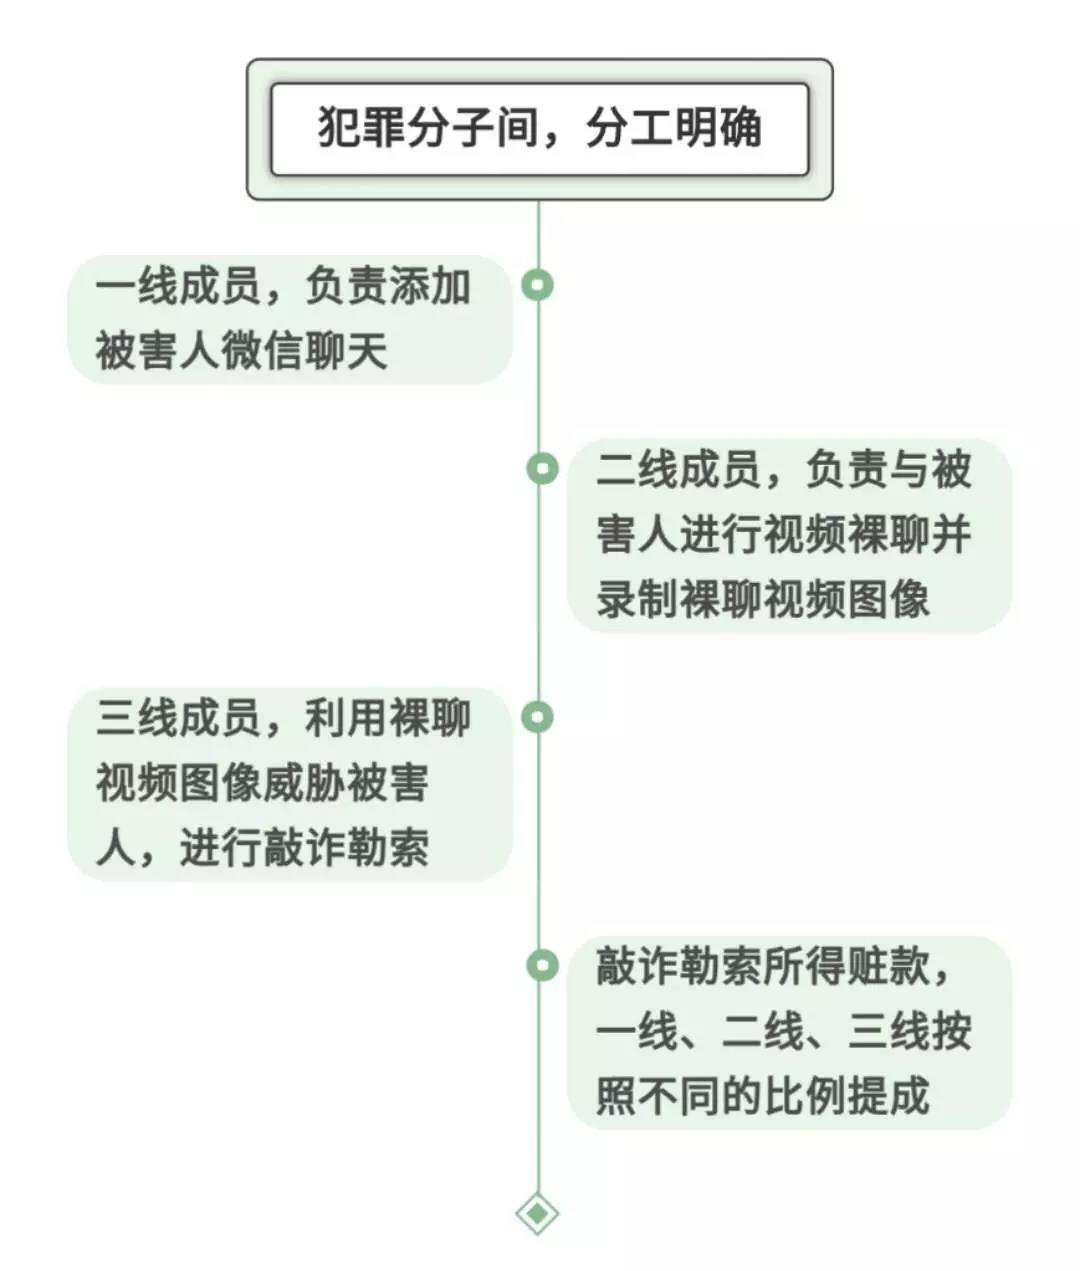 犯罪分子间，分工明确
一线成员，负责添加
被害人微信聊天
二线成员，负责与被
害人进行视频裸聊并
录制裸聊视频图像
三线成员，利用裸聊
视频图像威胁被害
人，进行敲诈勒索
敲诈勒索所得赃款，
一线、二线、三线按
照不同的比例提成